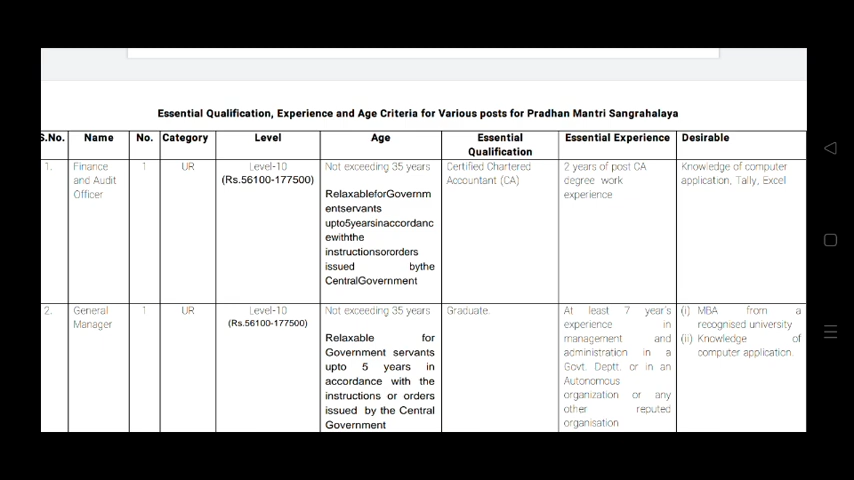 Essential Qualification, Experience and Age Criteria for Various posts for Pradhan Mantri Sangrahalaya
S.No. Name No. Category Level Age Essential Qualification Essential Experience Desirable
1. Finance and Audit Officer 1 UR Level-10 (Rs.56100-177500)
Not exceeding 35 years
RelaxableforGovernm
entservants
upto5yearsinaccordanc
ewiththe
instructionsororders
issued bythe
CentralGovernment
Certified Chartered
Accountant (CA)
2 years of post CA
degree work
experience
Knowledge of computer
application, Tally, Excel
2. General Manager 1 UR Level-10 (Rs.56100-177500)
Not exceeding 35 years
Relaxable for
Government servants
upto 5 years in
accordance with the
instructions or orders
issued by the Central
Government
Graduate.
At least 7 year's
experience in
management and
administration in a
Govt. Deptt. or in an
Autonomous
organization or any
other reputed
organisation
(i) MBA from a
recognised university
(ii) Knowledge of
computer application.